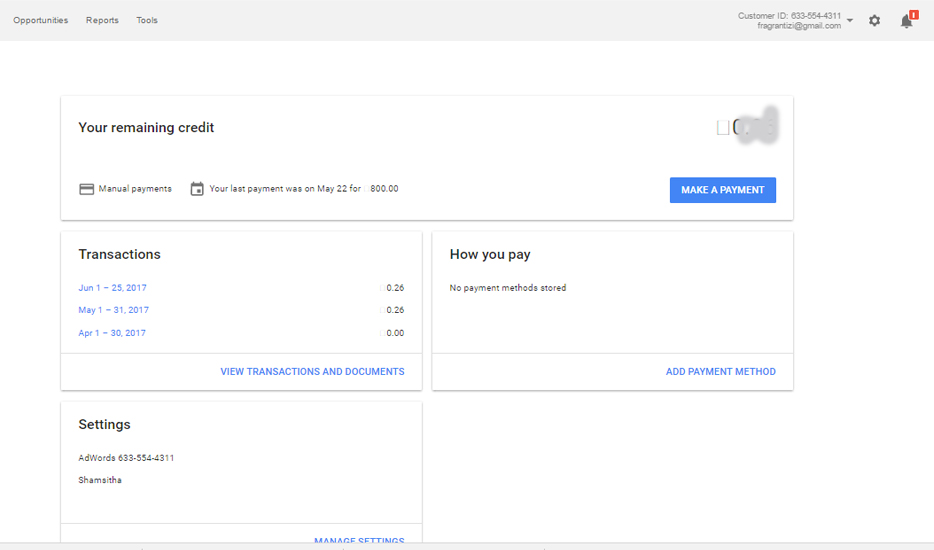 Opportunities Reports Tools
Customer ID: 633-554-4311
fragrantizi@gmail.com
Your remaining credit
Manual payments Your last payment was on May 22 for 800.00
MAKE A PAYMENT
Transactions
Jun 1 – 25, 2017 0.26
May 1 – 31, 2017 0.26
Apr 1 – 30, 2017 0.00
VIEW TRANSACTIONS AND DOCUMENTS
How you pay
No payment methods stored
ADD PAYMENT METHOD
Settings
AdWords 633-554-4311
Shamsitha
MANAGE SETTINGS